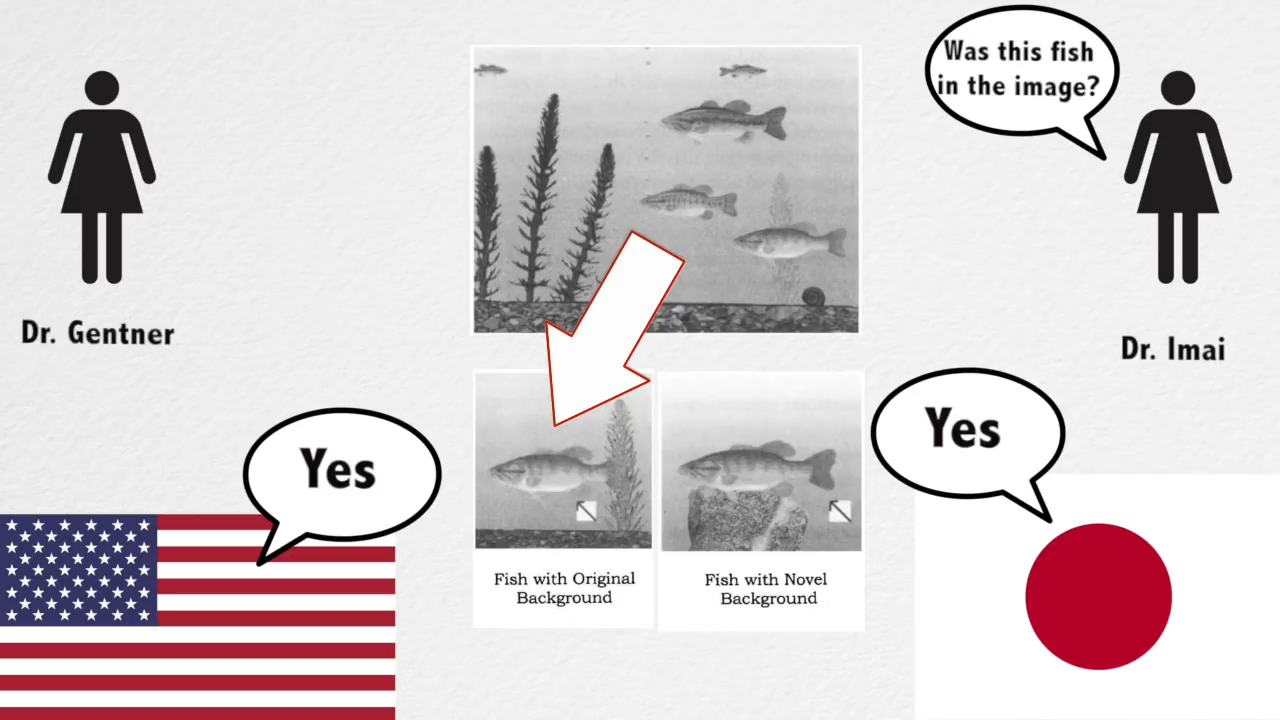 Was this fish
in the image?
Dr. Gentner
Dr. Imai
Yes
Yes
Fish with Original
Background
Fish with Novel
Background